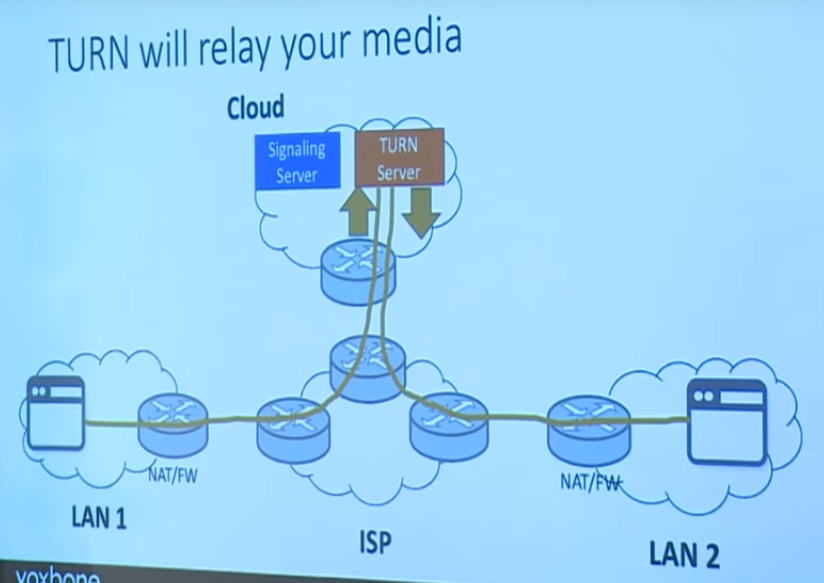 TURN will relay your media
Cloud
Signaling
Server
TURN
Server
NAT/FW
NAT/FW
LAN 1
ISP
LAN 2
voxbone